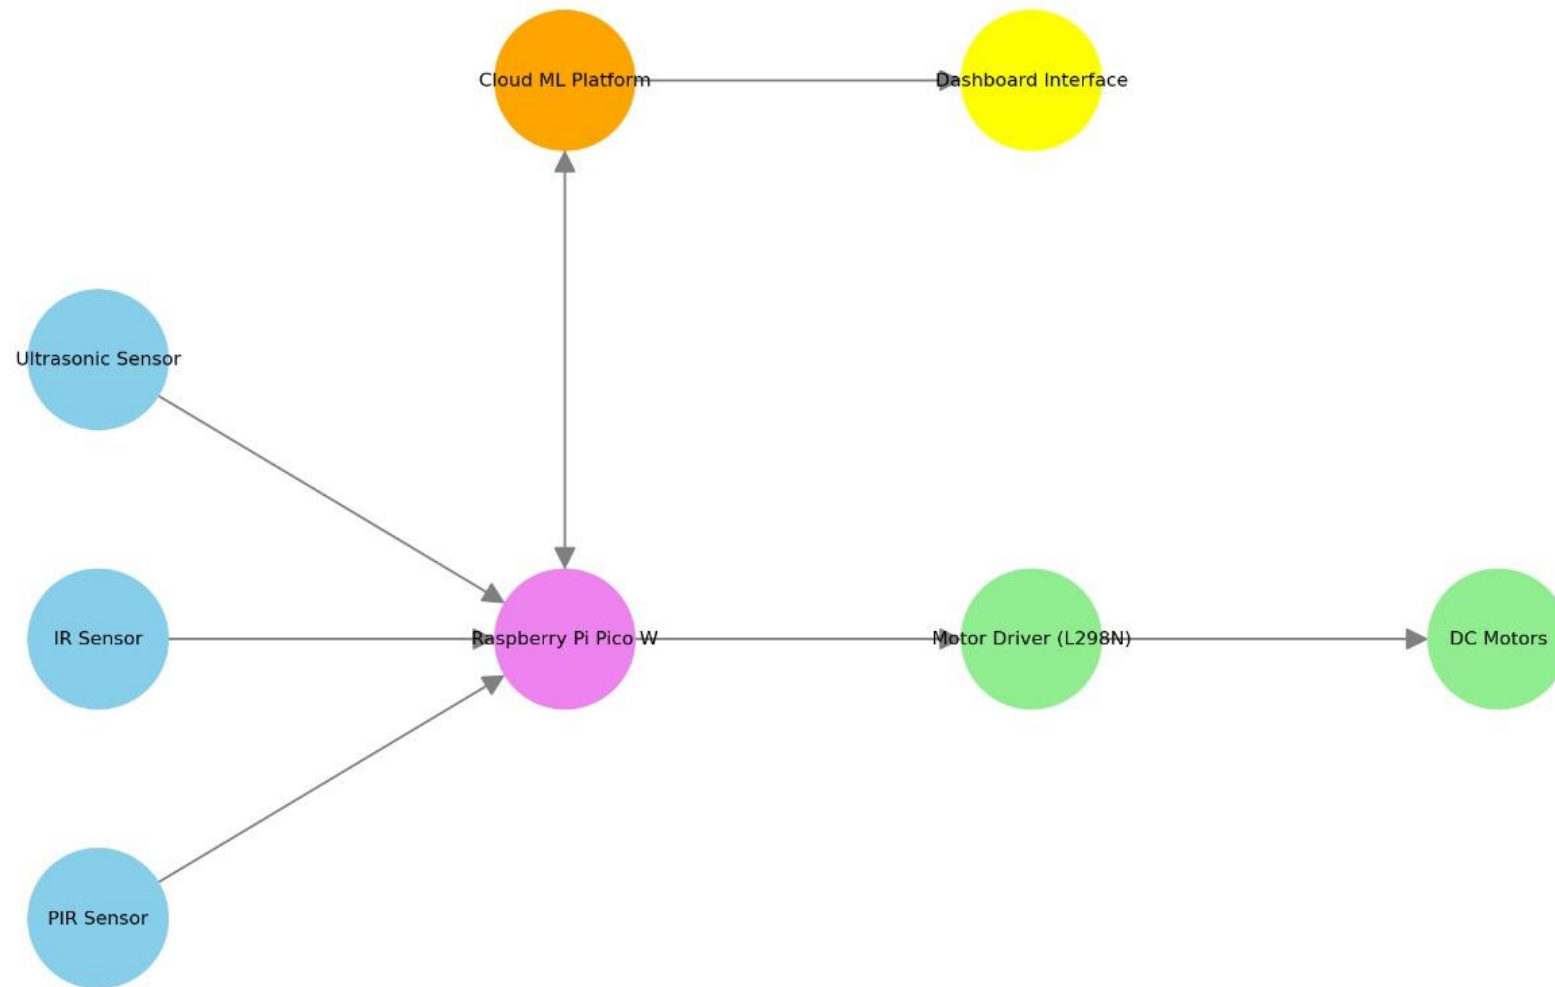 Cloud ML Platform
Dashboard Interface
Ultrasonic Sensor
IR Sensor
Raspberry Pi Pico W
Motor Driver (L298N)
DC Motors
PIR Sensor